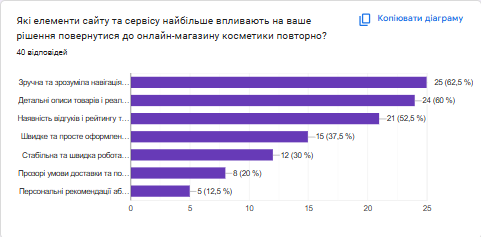 Які елементи сайту та сервісу найбільше впливають на ваше
рішення повернутися до онлайн-магазину косметики повторно?
Копіювати діаграму
40 відповідей
Зручна та зрозуміла навігація…
25 (62,5 %)
Детальні описи товарів і реал…
24 (60 %)
Наявність відгуків і рейтингу т…
21 (52,5 %)
Швидке та просте оформлен…
15 (37,5 %)
Стабільна та швидка робота…
12 (30 %)
Прозорі умови доставки та по…
8 (20 %)
Персональні рекомендації аб…
5 (12,5 %)
0 5 10 15 20 25